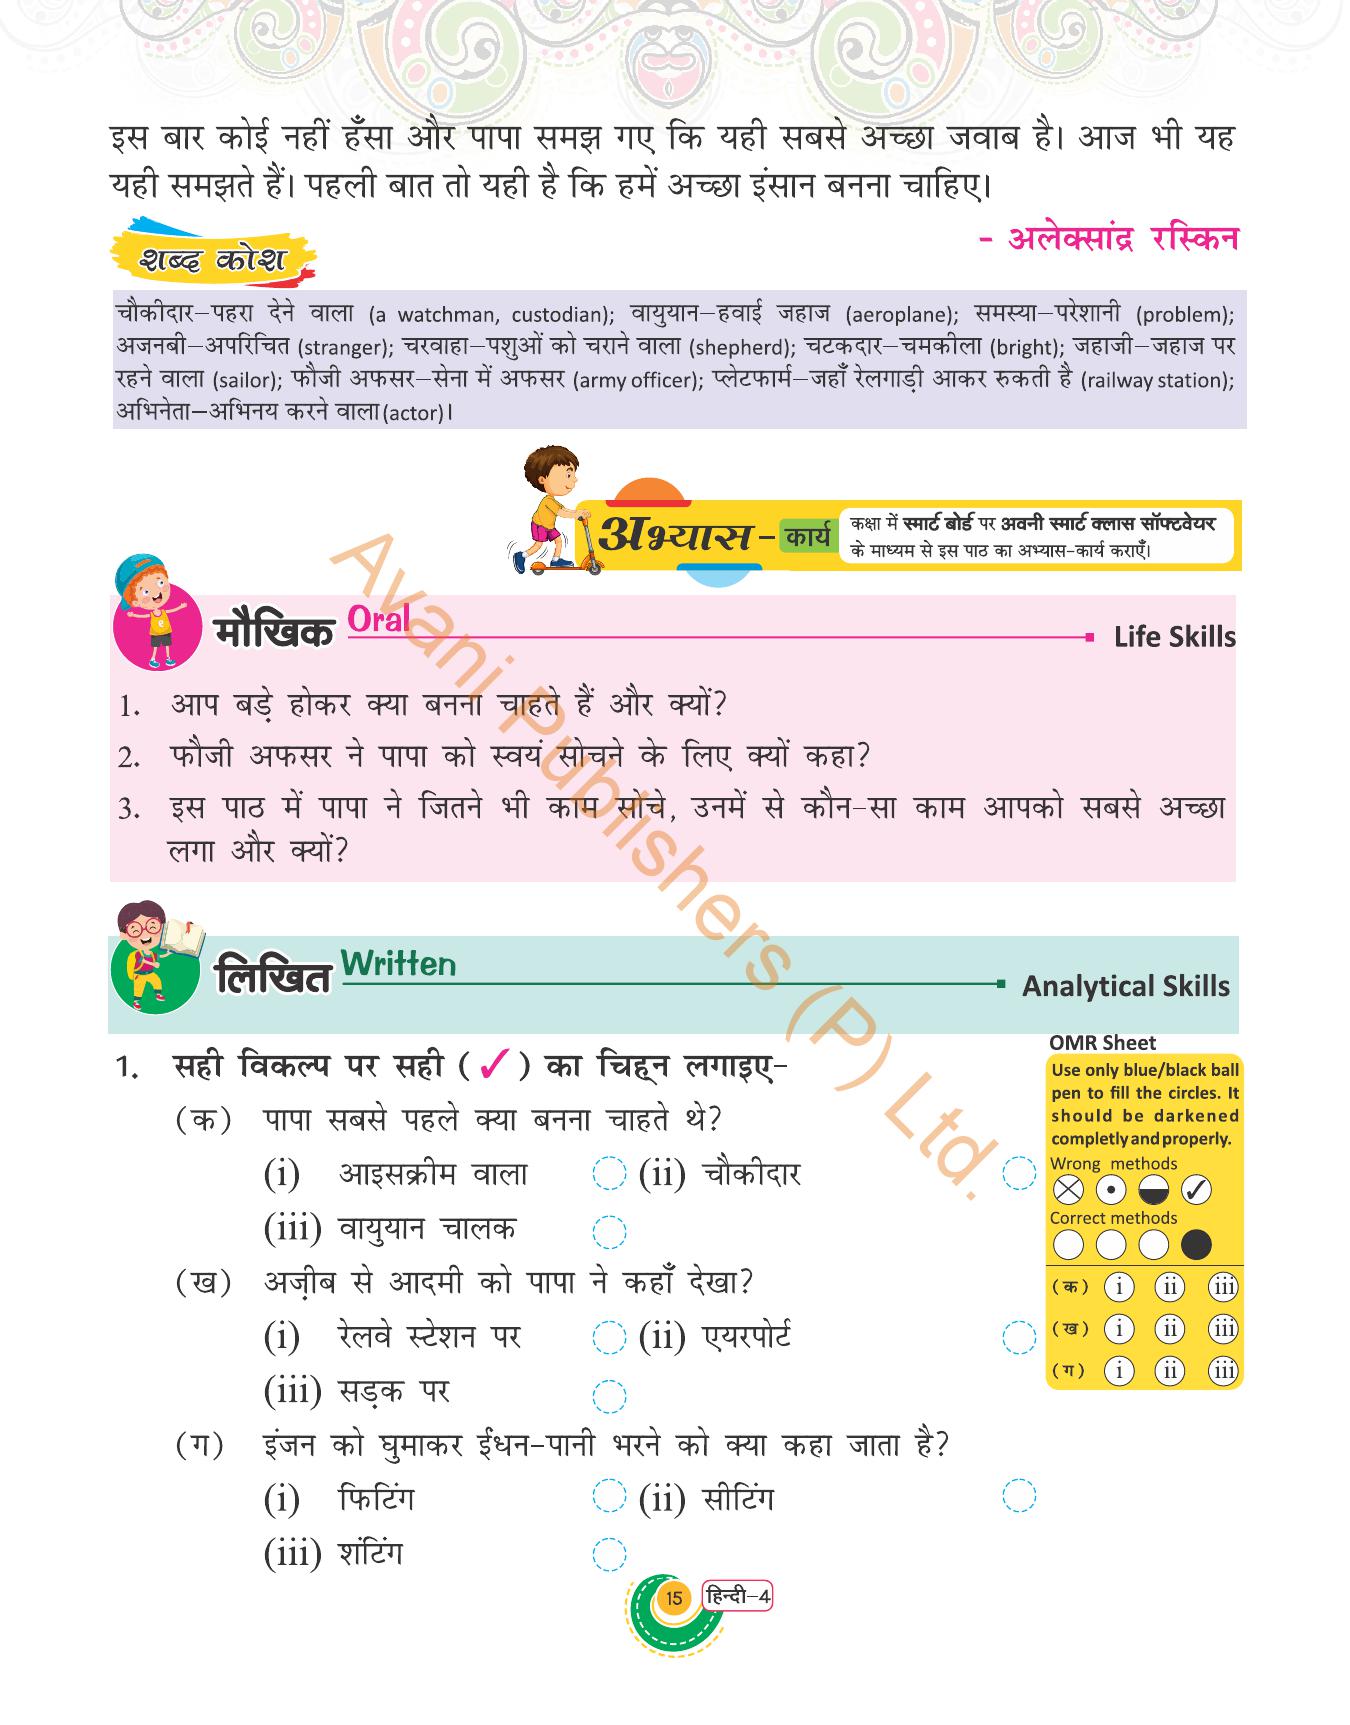 इस बार कोई नहीं हँसा और पापा समझ गए कि यही सबसे अच्छा जवाब है। आज भी यह
यही समझते हैं। पहली बात तो यही है कि हमें अच्छा इंसान बनना चाहिए।
- अलेक्सांद्र रस्किन
शब्द कोश
चौकीदार–पहरा देने वाला (a watchman, custodian); वायुयान–हवाई जहाज (aeroplane); समस्या–परेशानी (problem);
अजनबी–अपरिचित (stranger); चरवाहा–पशुओं को चराने वाला (shepherd); चटकदार–चमकीला (bright); जहाजी–जहाज पर
रहने वाला (sailor); फौजी अफसर–सेना में अफसर (army officer); प्लेटफार्म–जहाँ रेलगाड़ी आकर रुकती है (railway station);
अभिनेता–अभिनय करने वाला (actor)।
अभ्यास - कार्य
कक्षा में स्मार्ट बोर्ड पर अवनी स्मार्ट क्लास सॉफ्टवेयर
के माध्यम से इस पाठ का अभ्यास-कार्य कराएँ।
मौखिक Oral Life Skills
1. आप बड़े होकर क्या बनना चाहते हैं और क्यों?
2. फौजी अफसर ने पापा को स्वयं सोचने के लिए क्यों कहा?
3. इस पाठ में पापा ने जितने भी काम सोचे, उनमें से कौन-सा काम आपको सबसे अच्छा
लगा और क्यों?
Avani Publishers (P) Ltd.
लिखित Written Analytical Skills
1. सही विकल्प पर सही (✓) का चिह्न लगाइए-
(क) पापा सबसे पहले क्या बनना चाहते थे?
(i) आइसक्रीम वाला (ii) चौकीदार
(iii) वायुयान चालक
(ख) अज़ीब से आदमी को पापा ने कहाँ देखा?
(i) रेलवे स्टेशन पर (ii) एयरपोर्ट
(iii) सड़क पर
(ग) इंजन को घुमाकर ईंधन-पानी भरने को क्या कहा जाता है?
(i) फिटिंग (ii) सीटिंग
(iii) शंटिंग
OMR Sheet
Use only blue/black ball
pen to fill the circles. It
should be darkened
completly and properly.
Wrong methods
Correct methods
(क) i ii iii
(ख) i ii iii
(ग) i ii iii
15 हिन्दी–4